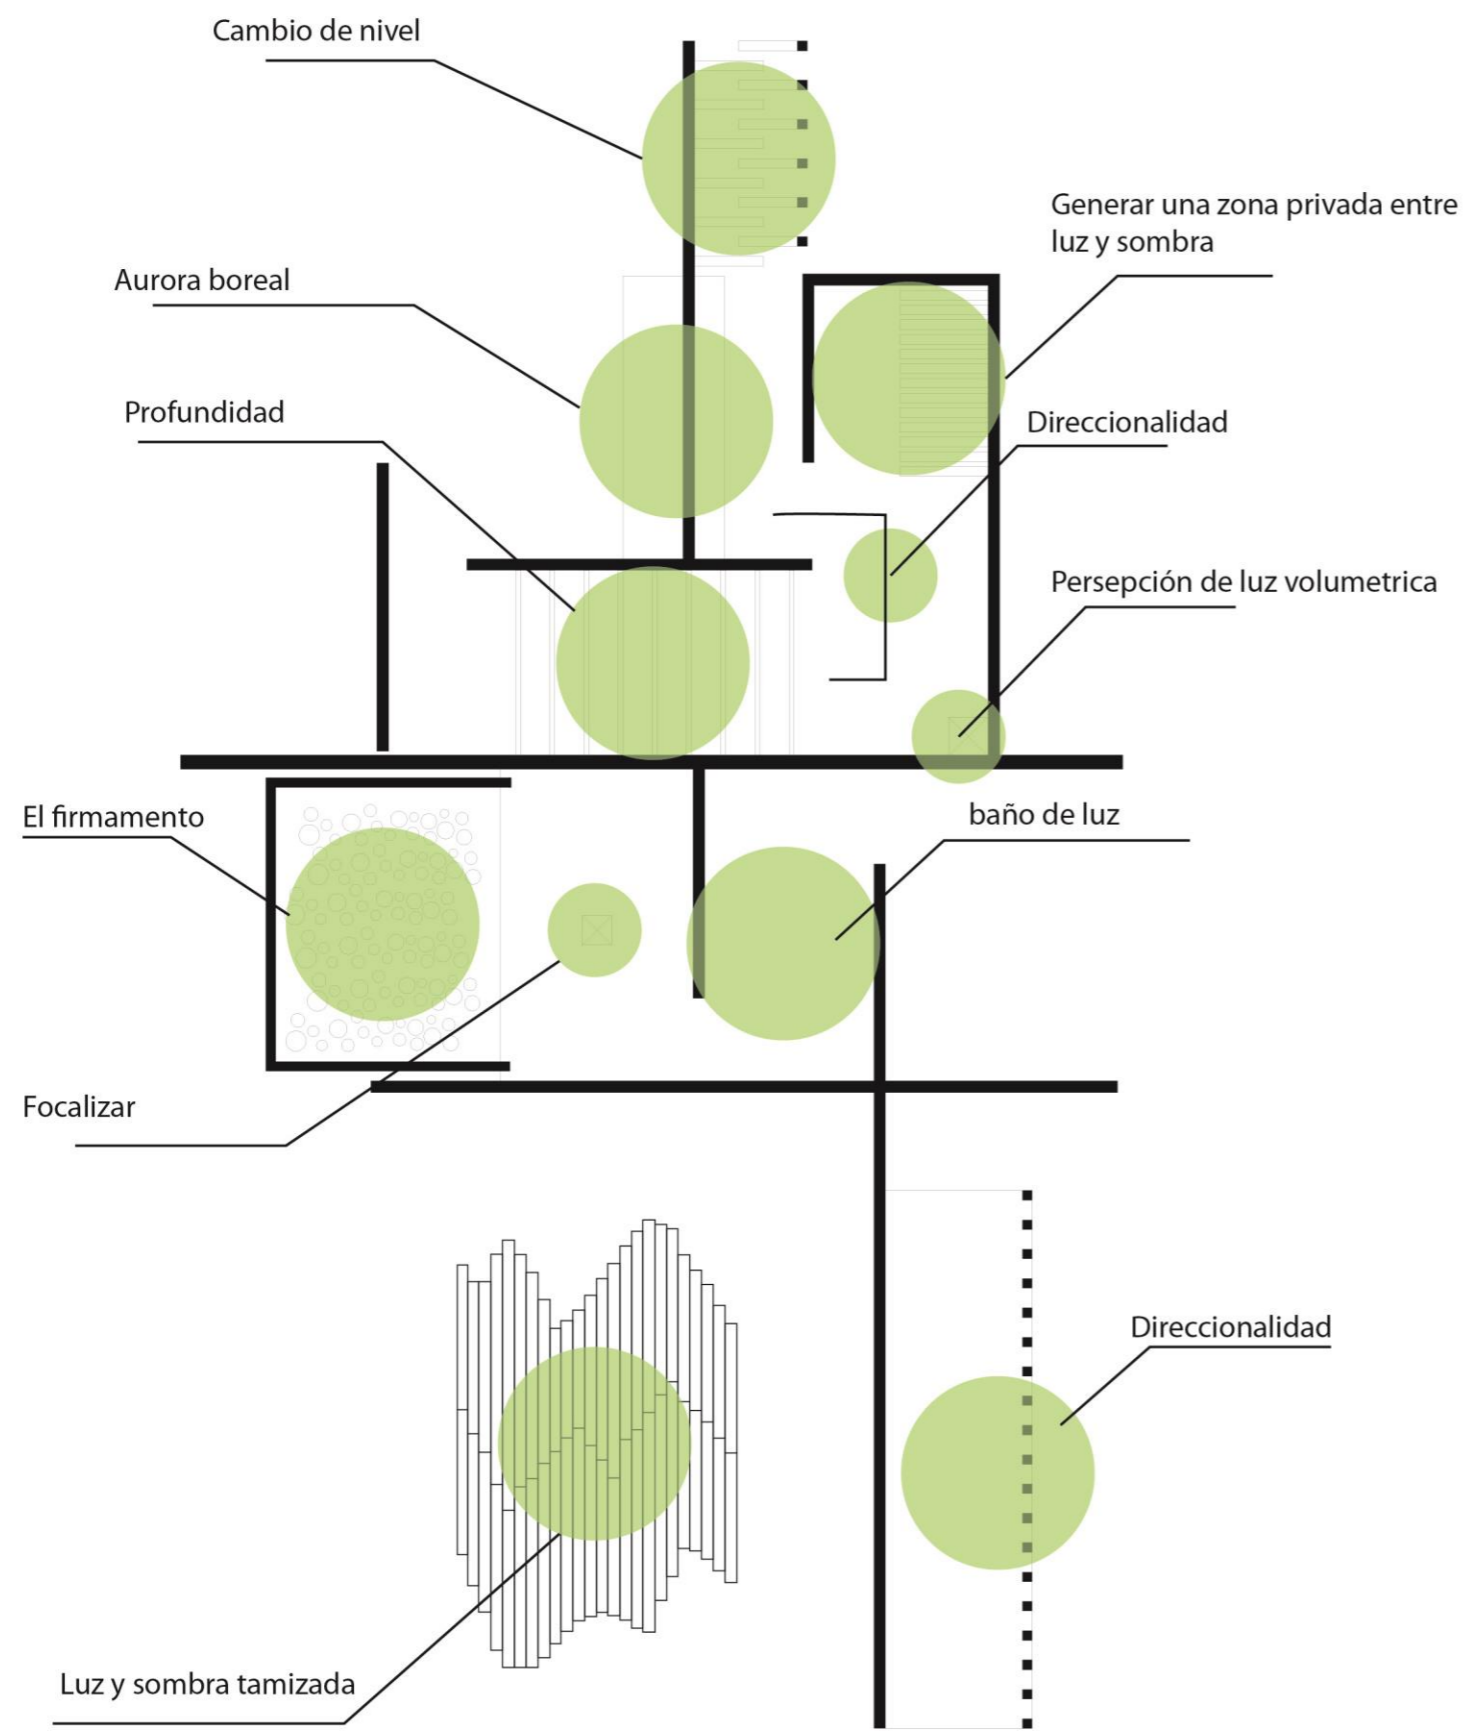 Cambio de nivel
Generar una zona privada entre
luz y sombra
Aurora boreal
Profundidad
Direccionalidad
Persepción de luz volumetrica
El firmamento
baño de luz
Focalizar
Direccionalidad
Luz y sombra tamizada